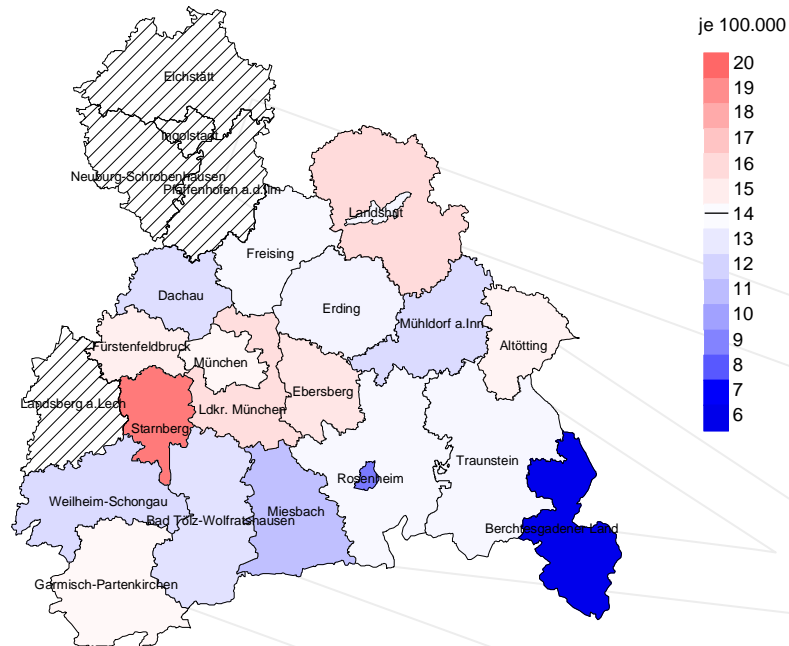 je 100.000
20
19
18
17
16
15
14
13
12
11
10
9
8
7
6
Eichstätt
Ingolstadt
Neuburg-Schrobenhausen
Pfaffenhofen a.d.Ilm
Landshut
Freising
Dachau
Erding
Mühldorf a.Inn
Altötting
Fürstenfeldbruck
München
Ebersberg
Landsberg a.Lech
Ldkr. München
Starnberg
Traunstein
Rosenheim
Weilheim-Schongau
Miesbach
Bad Tölz-Wolfratshausen
Berchtesgadener Land
Garmisch-Partenkirchen